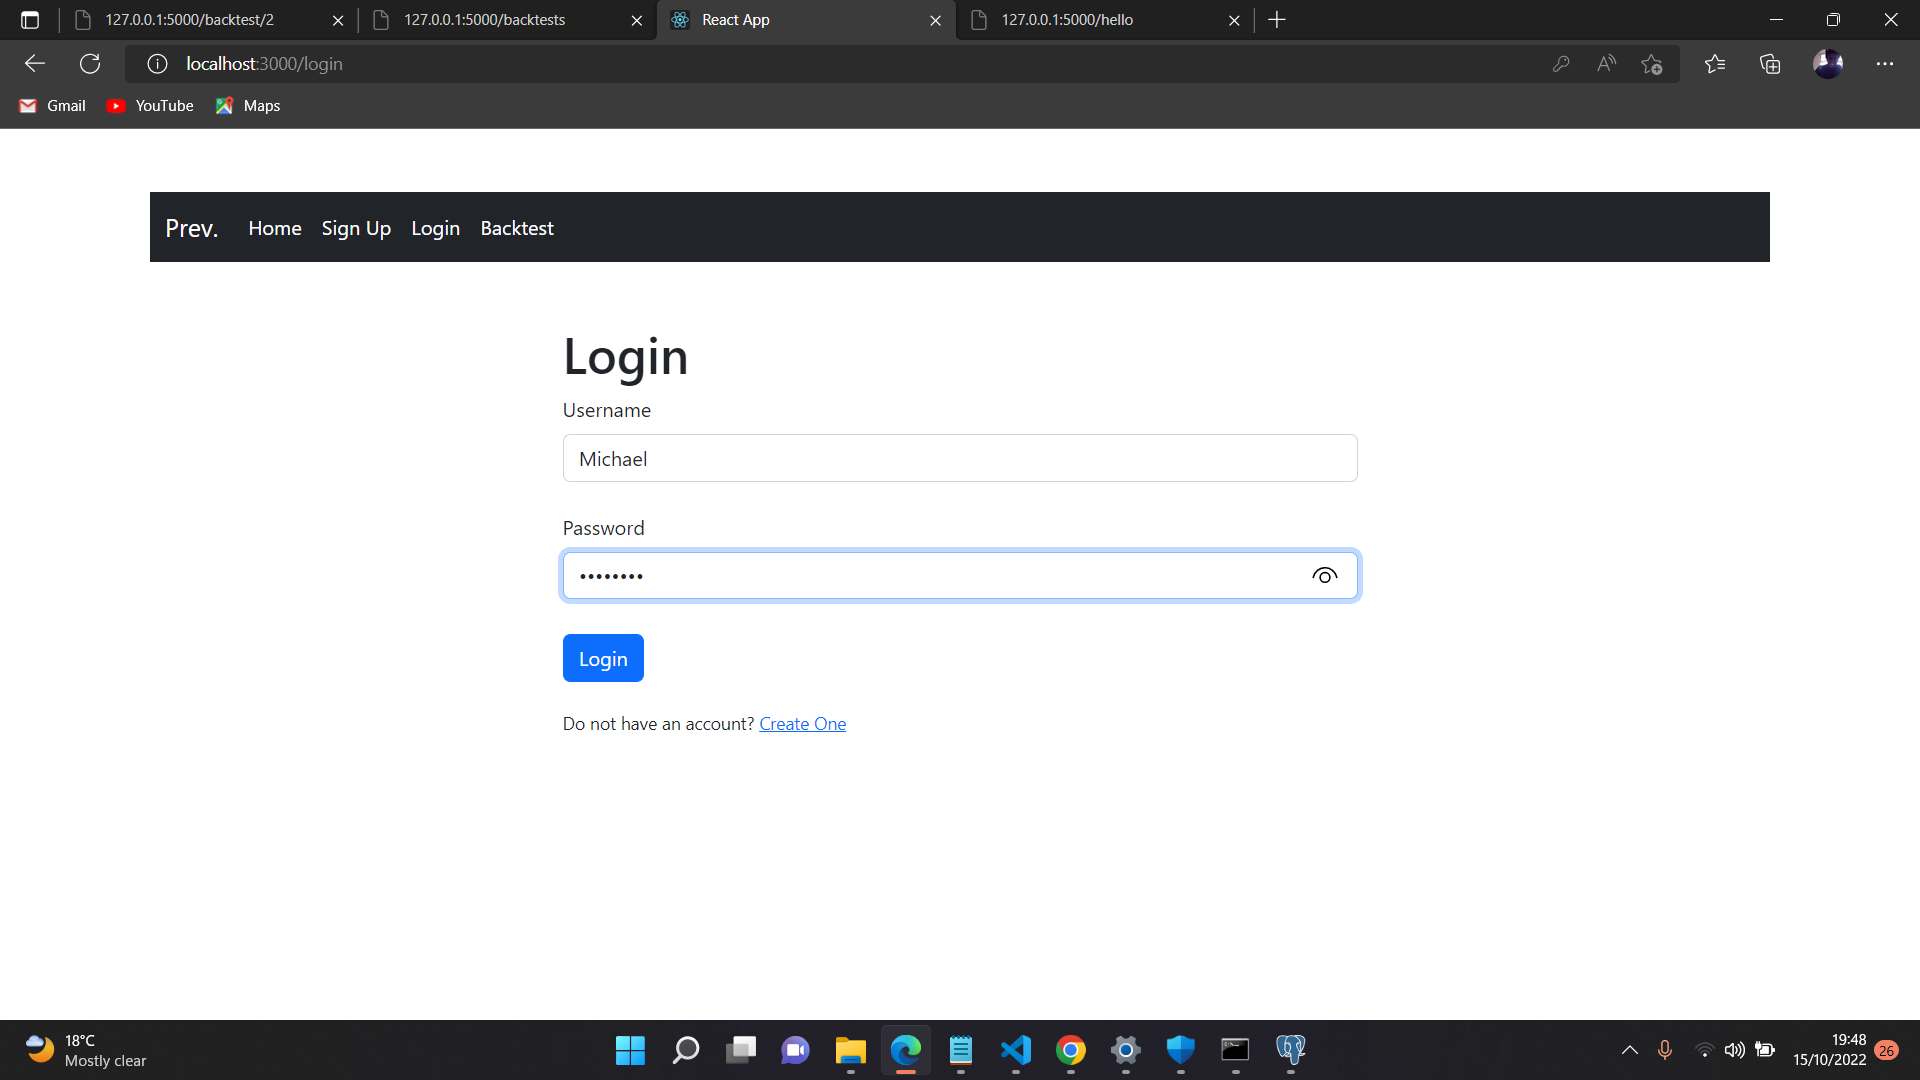 127.0.0.1:5000/backtest/2
127.0.0.1:5000/backtests
React App
127.0.0.1:5000/hello
localhost:3000/login
Gmail
YouTube
Maps
Prev.
Home
Sign Up
Login
Backtest
Login
Username
Michael
Password
••••••••
Login
Do not have an account? Create One
18°C
Mostly clear
19:48
15/10/2022
26